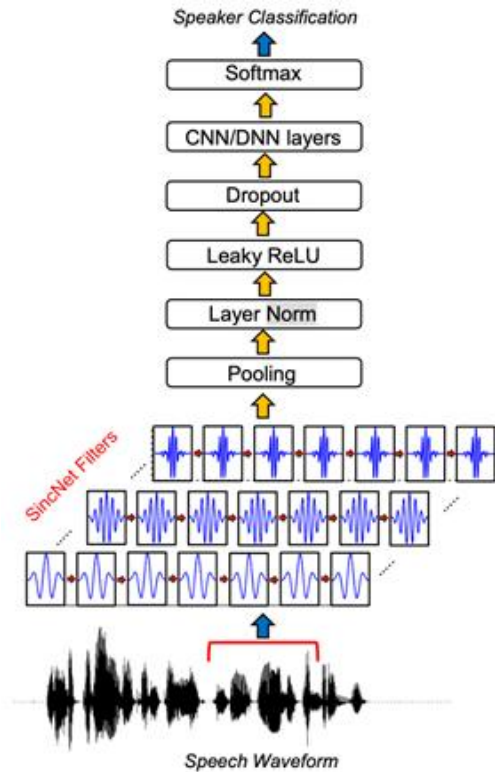 Speaker Classification
Softmax
CNN/DNN layers
Dropout
Leaky ReLU
Layer Norm
Pooling
SincNet Filters
Speech Waveform